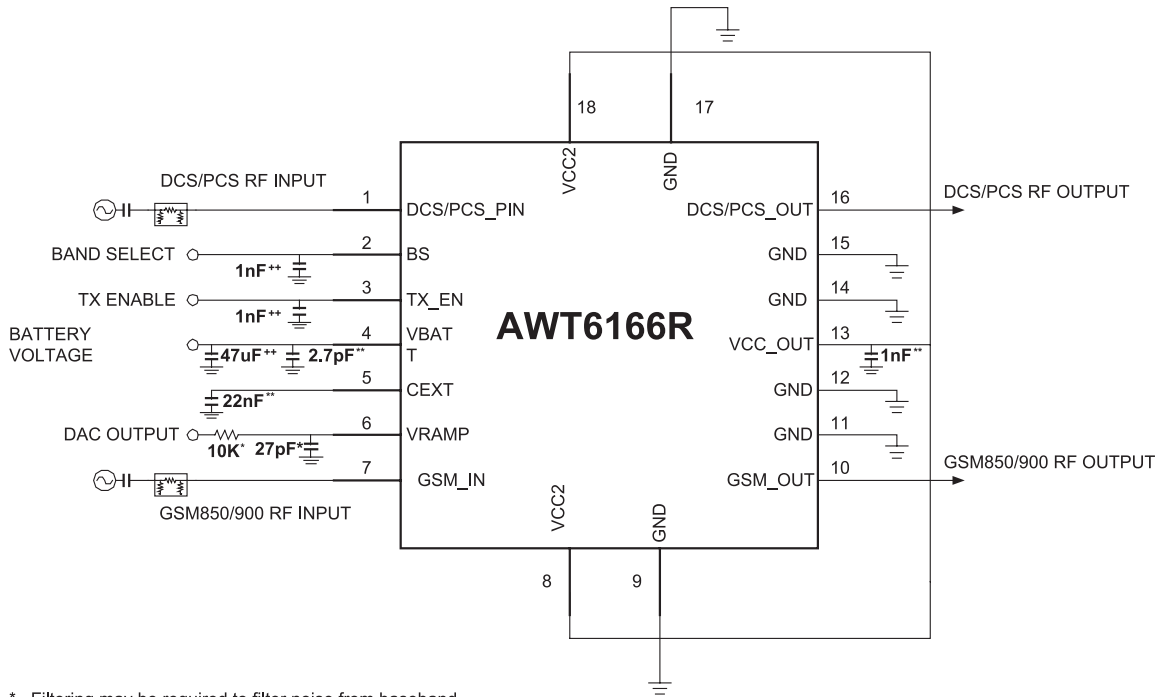 18
17
VCC2
GND
DCS/PCS RF INPUT
1
DCS/PCS_PIN
DCS/PCS_OUT
16
DCS/PCS RF OUTPUT
BAND SELECT
2
BS
1nF++
GND
15
TX ENABLE
3
TX_EN
1nF++
GND
14
AWT6166R
BATTERY
VOLTAGE
4
VBAT
T
47uF++
2.7pF**
VCC_OUT
13
1nF**
5
CEXT
22nF**
GND
12
DAC OUTPUT
6
VRAMP
10K*
27pF*
GND
11
7
GSM_IN
GSM850/900 RF INPUT
GSM_OUT
10
GSM850/900 RF OUTPUT
VCC2
GND
8
9
* Filtering may be required to filter noise from baseband